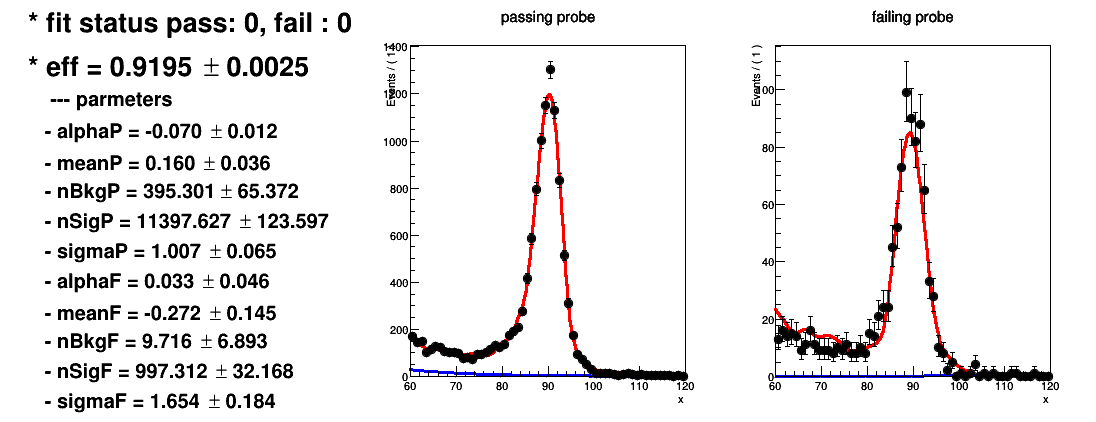 * fit status pass: 0, fail : 0
* eff = 0.9195 ± 0.0025
--- parmeters
- alphaP = -0.070 ± 0.012
- meanP = 0.160 ± 0.036
- nBkgP = 395.301 ± 65.372
- nSigP = 11397.627 ± 123.597
- sigmaP = 1.007 ± 0.065
- alphaF = 0.033 ± 0.046
- meanF = -0.272 ± 0.145
- nBkgF = 9.716 ± 6.893
- nSigF = 997.312 ± 32.168
- sigmaF = 1.654 ± 0.184
passing probe
Events / ( 1 )
1400
1200
1000
800
600
400
200
0
60 70 80 90 100 110 120
x
failing probe
Events / ( 1 )
100
80
60
40
20
0
60 70 80 90 100 110 120
x